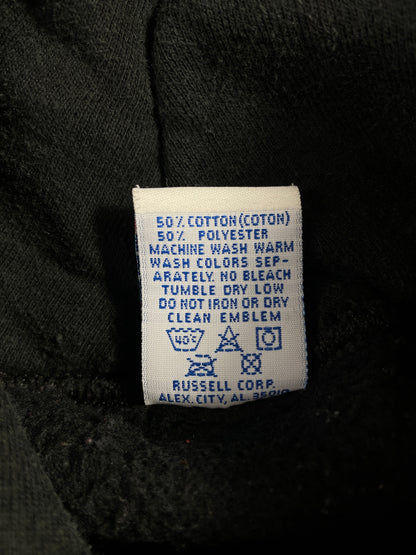 50% COTTON (COTON)
50% POLYESTER
MACHINE WASH WARM
WASH COLORS SEP-
ARATELY. NO BLEACH
TUMBLE DRY LOW
DO NOT IRON OR DRY
CLEAN EMBLEM
40°C
RUSSELL CORP.
ALEX. CITY, AL. 35010